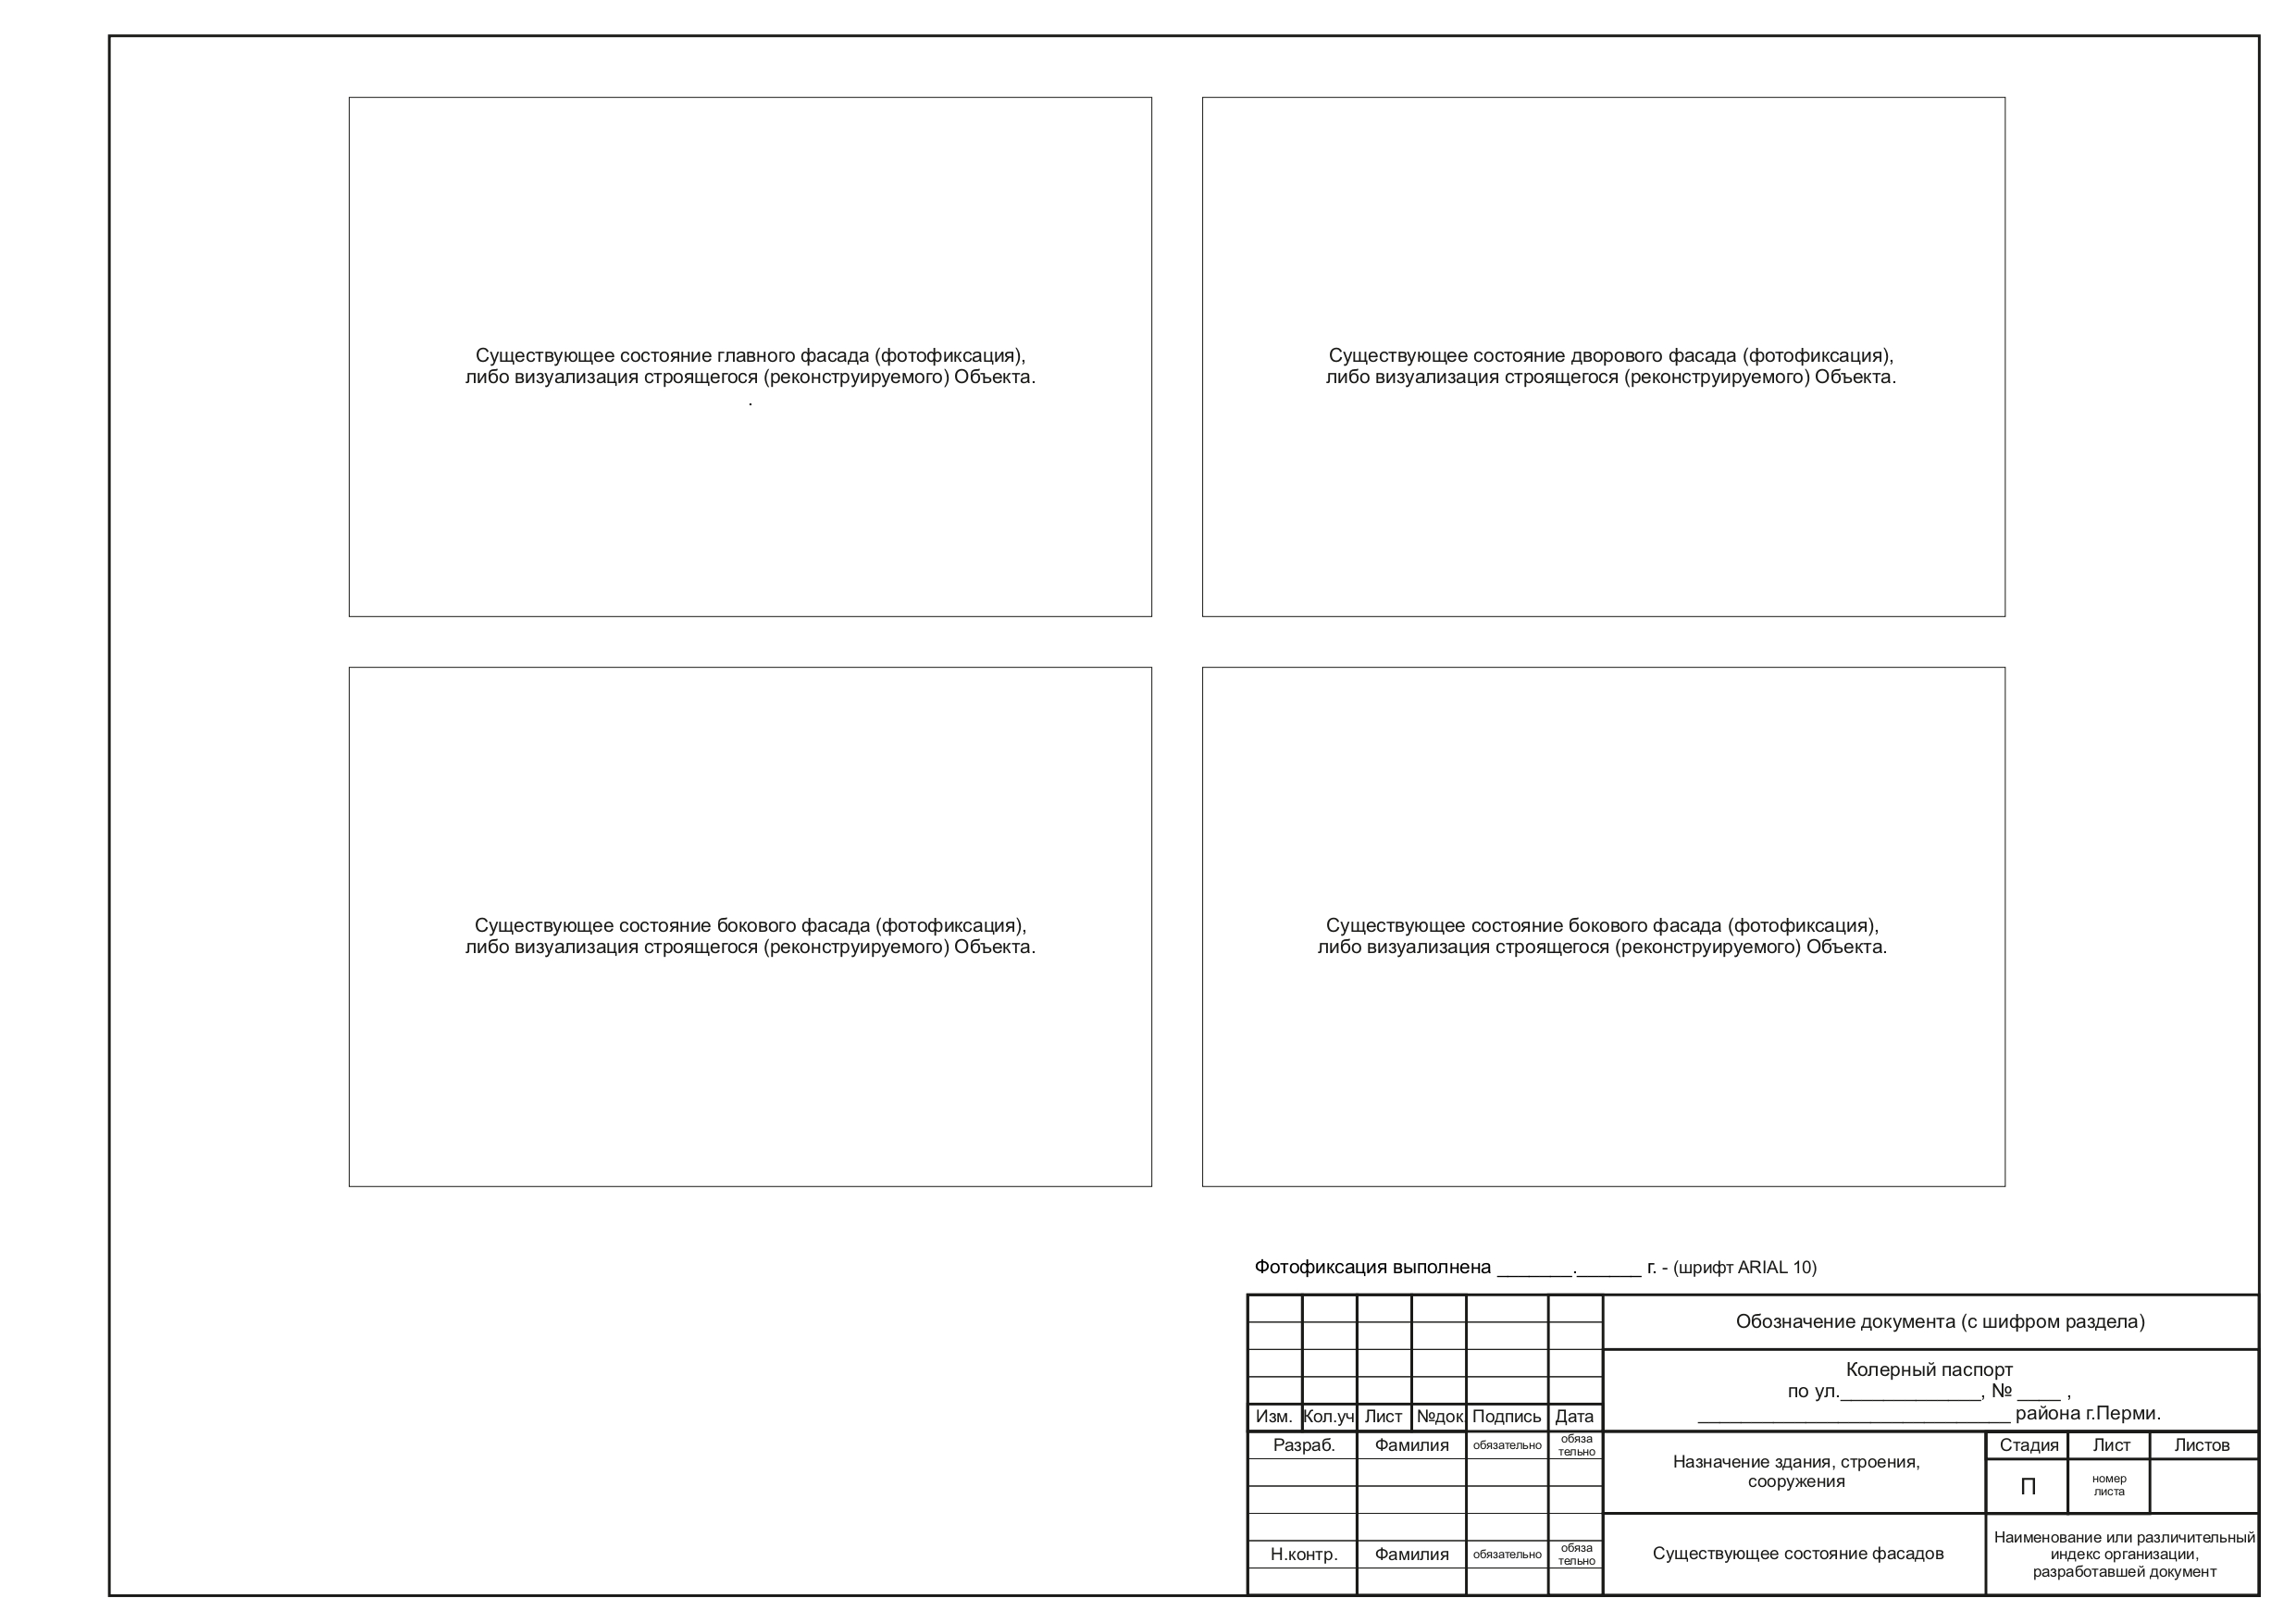 Существующее состояние главного фасада (фотофиксация),
либо визуализация строящегося (реконструируемого) Объекта.
.
Существующее состояние дворового фасада (фотофиксация),
либо визуализация строящегося (реконструируемого) Объекта.
Существующее состояние бокового фасада (фотофиксация),
либо визуализация строящегося (реконструируемого) Объекта.
Существующее состояние бокового фасада (фотофиксация),
либо визуализация строящегося (реконструируемого) Объекта.
Фотофиксация выполнена _______.______ г. - (шрифт ARIAL 10)
Обозначение документа (с шифром раздела)
Колерный паспорт
по ул._____________, № ____ ,
_____________________________ района г.Перми.
Изм. Кол.уч Лист №док. Подпись Дата
Разраб. Фамилия обязательно обяза
тельно
Назначение здания, строения,
сооружения
Стадия Лист Листов
П номер
листа
Н.контр. Фамилия обязательно обяза
тельно
Существующее состояние фасадов
Наименование или различительный
индекс организации,
разработавшей документ